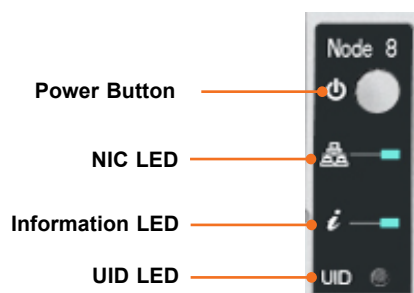 Node 8
Power Button
NIC LED
Information LED
i
UID LED
UID